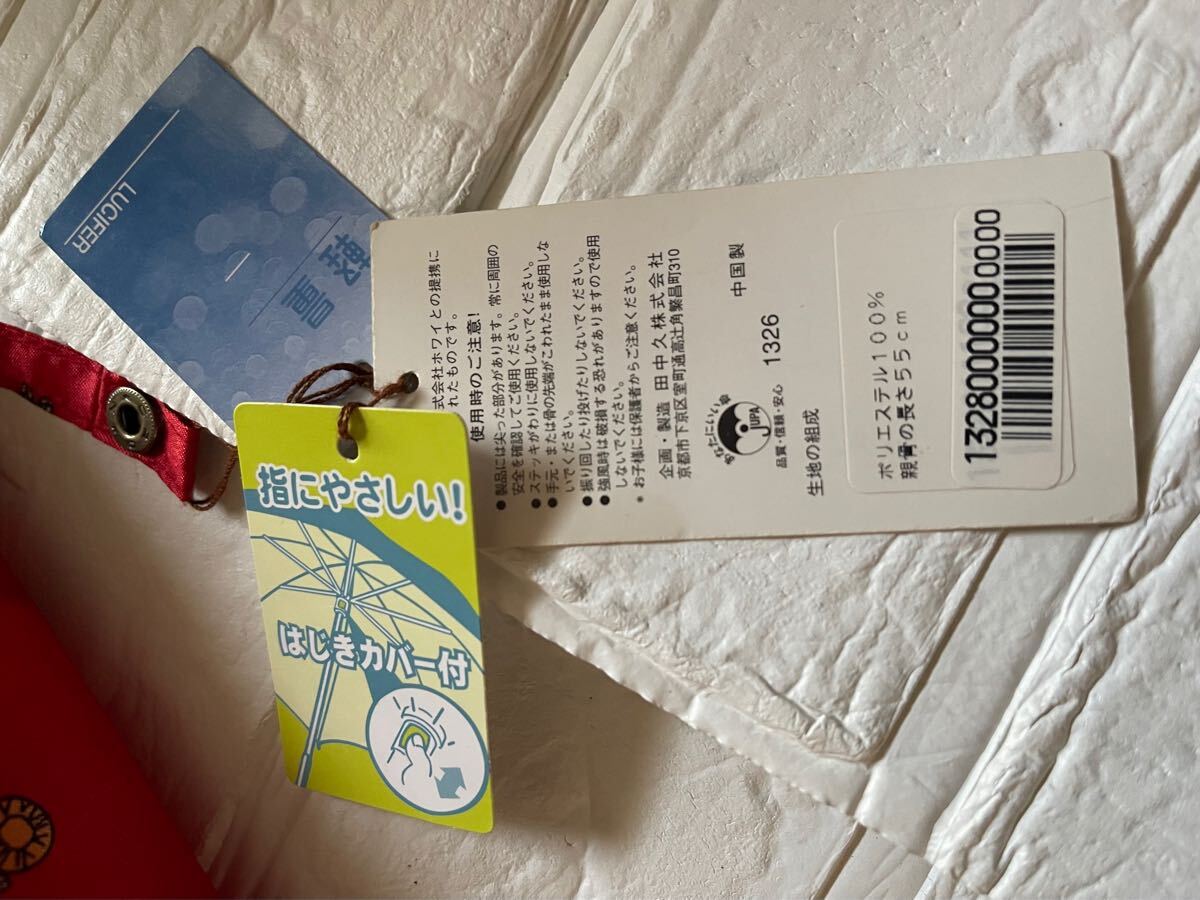 LUCIFER
式会社ホワイとの提携に
れたものです。
使用時のご注意!
●製品には尖った部分があります。常に周囲の
安全を確認してご使用ください。
●ステッキがわりに使用しないでください。
●手元・または骨の先端がこわれたまま使用しな
いでください。
●振り回したり投げたりしないでください。
●強風時は破損する恐れがありますので使用
しないでください。
●お子様には保護者からご注意ください。
企画・製造 田中久株式会社
京都市下京区室町通高辻角繁昌町310
あなたにいい傘
JUPA
品質・信頼・安心
1326
中国製
生地の組成
ポリエステル100%
親骨の長さ55cm
1328000000000000
指にやさしい!
はじきカバー付